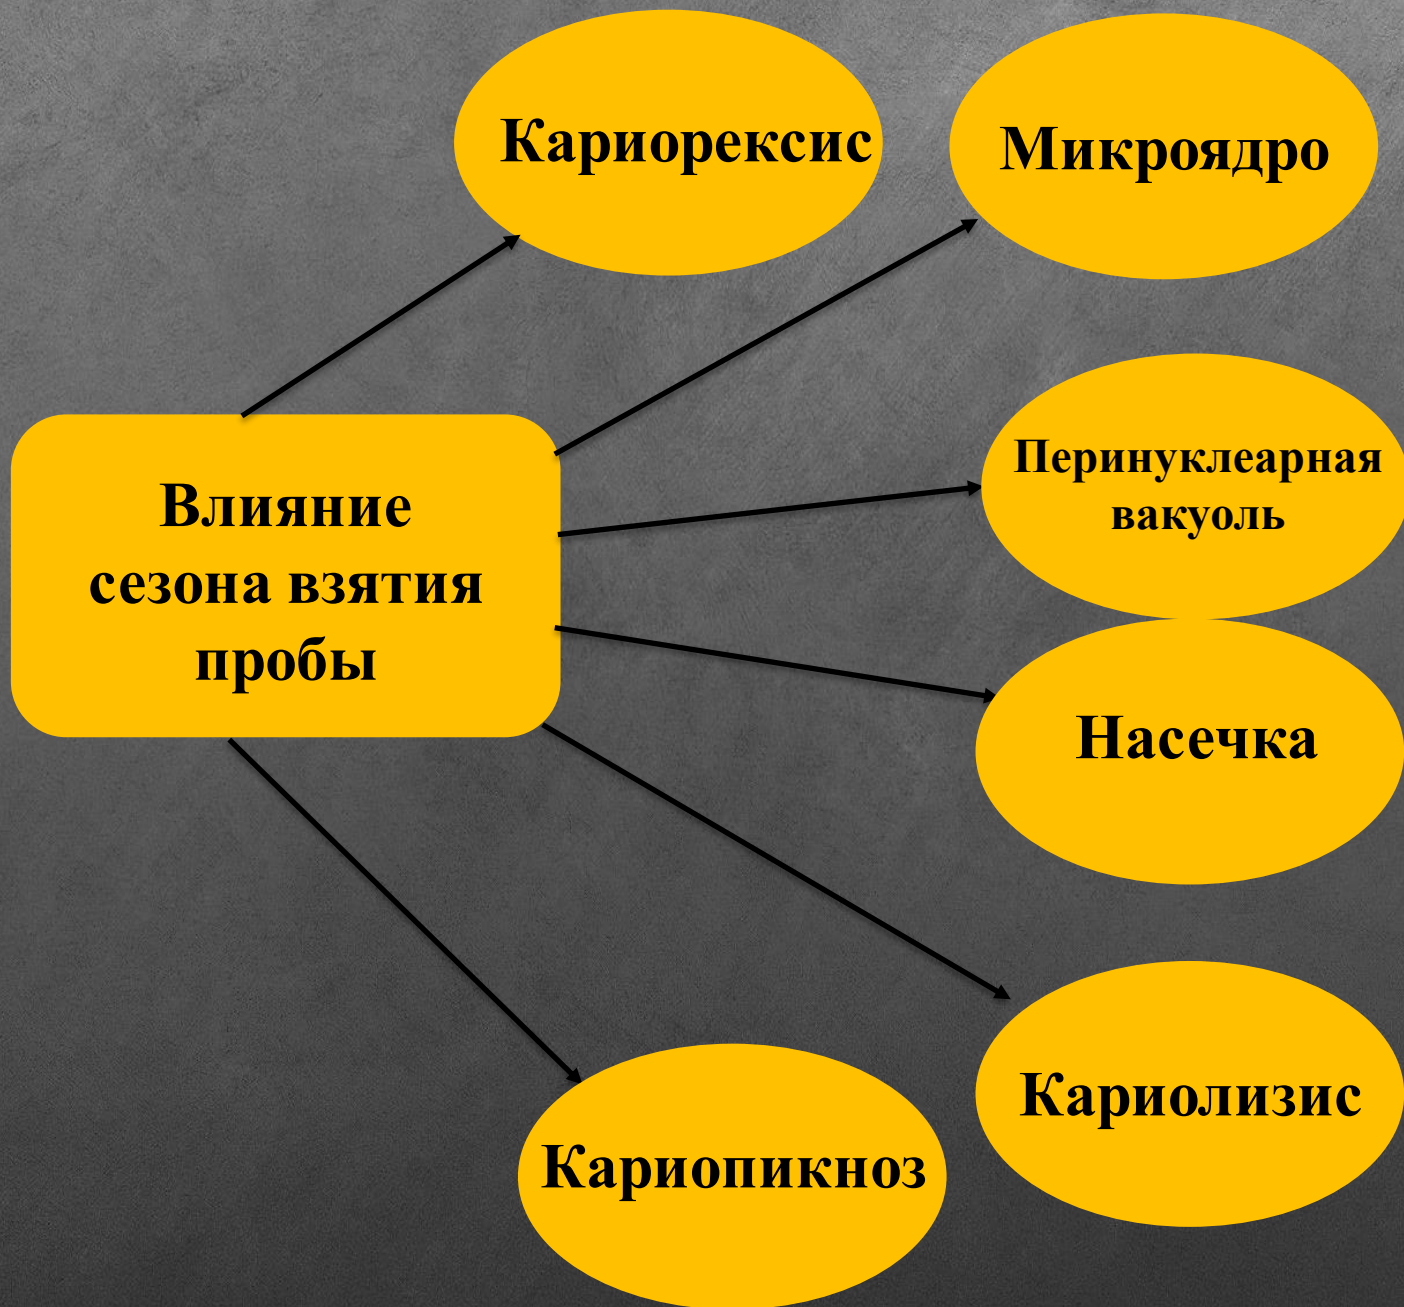 Кариорексис
Микроядро
Перинуклеарная
вакуоль
Влияние
сезона взятия
пробы
Насечка
Кариолизис
Кариопикноз